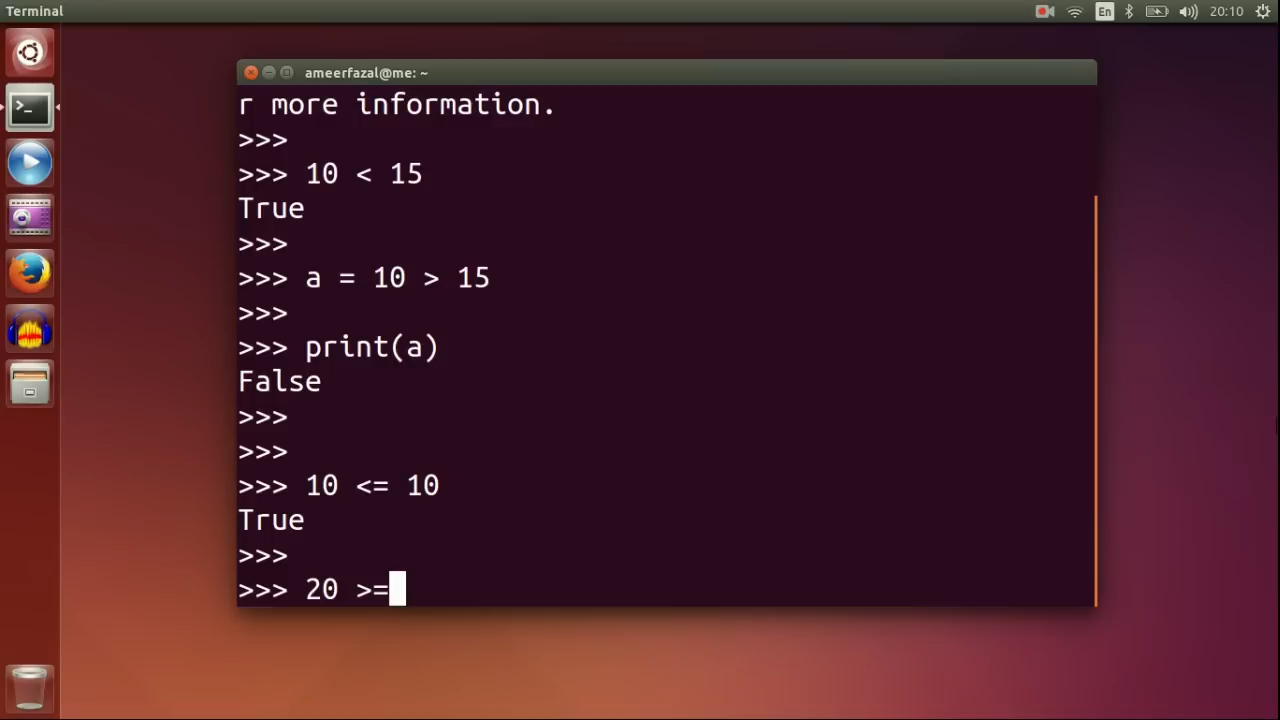 Terminal
En
20:10
ameerfazal@me: ~
r more information.
>>>
>>> 10 < 15
True
>>>
>>> a = 10 > 15
>>>
>>> print(a)
False
>>>
>>>
>>> 10 <= 10
True
>>>
>>> 20 >=